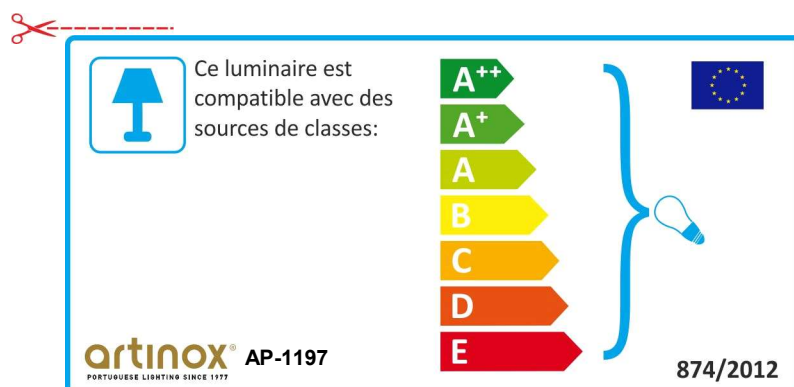 Ce luminaire est
compatible avec des
sources de classes:
A++
A+
A
B
C
D
E
artinox® AP-1197
PORTUGUESE LIGHTING SINCE 1977
874/2012